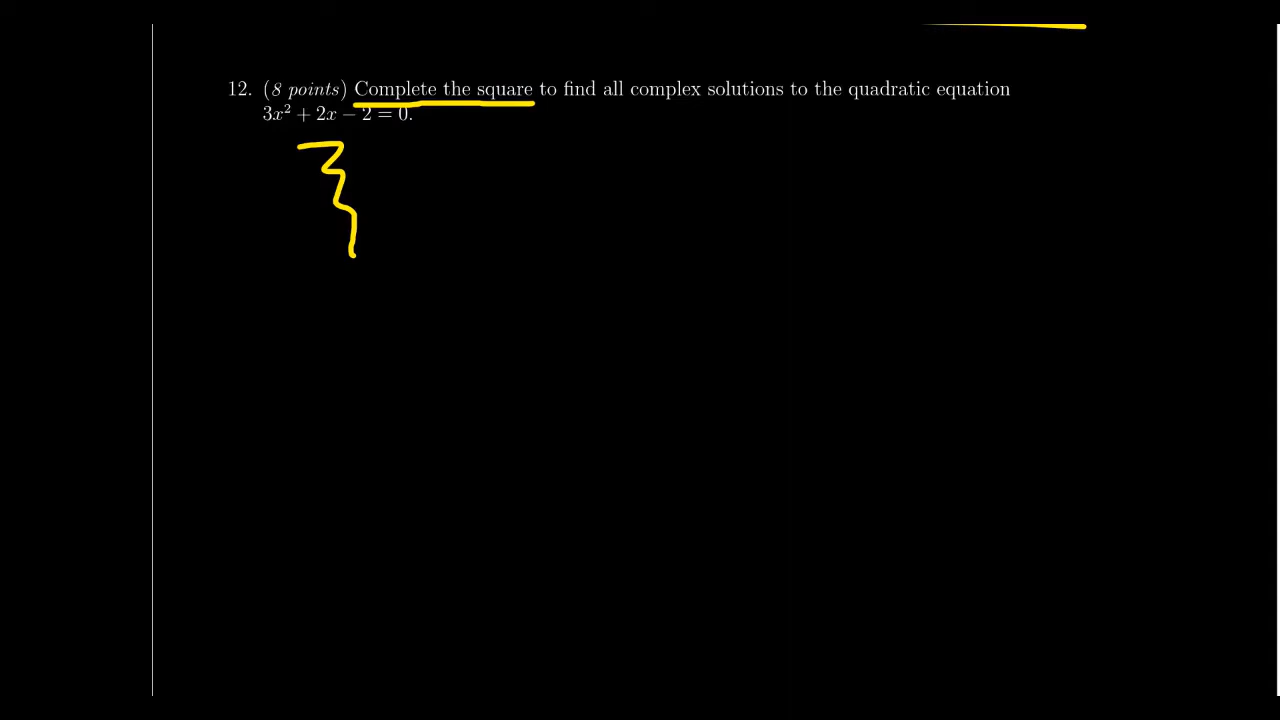 12. (8 points) Complete the square to find all complex solutions to the quadratic equation
3x² + 2x − 2 = 0.